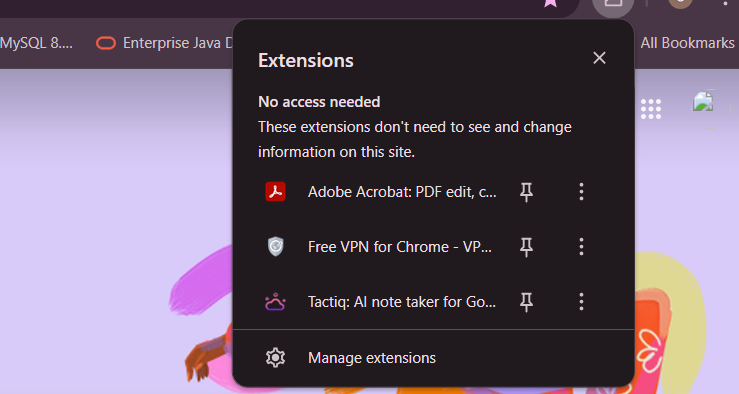 MySQL 8....
Enterprise Java D
All Bookmarks
Extensions
No access needed
These extensions don't need to see and change
information on this site.
Adobe Acrobat: PDF edit, c...
Free VPN for Chrome - VP...
Tactiq: AI note taker for Go...
Manage extensions